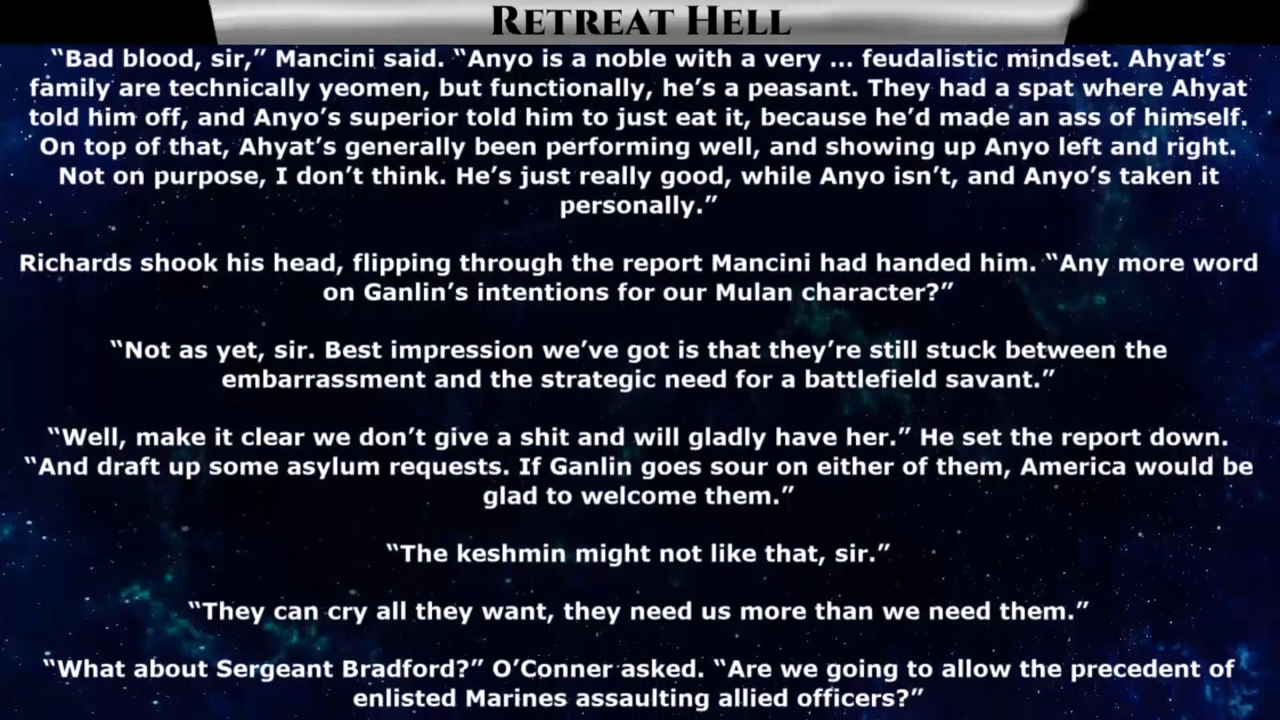 RETREAT HELL
“Bad blood, sir,” Mancini said. “Anyo is a noble with a very ... feudalistic mindset. Ahyat’s
family are technically yeomen, but functionally, he’s a peasant. They had a spat where Ahyat
told him off, and Anyo’s superior told him to just eat it, because he’d made an ass of himself.
On top of that, Ahyat’s generally been performing well, and showing up Anyo left and right.
Not on purpose, I don’t think. He’s just really good, while Anyo isn’t, and Anyo’s taken it
personally.”
Richards shook his head, flipping through the report Mancini had handed him. “Any more word
on Ganlin’s intentions for our Mulan character?”
“Not as yet, sir. Best impression we’ve got is that they’re still stuck between the
embarrassment and the strategic need for a battlefield savant.”
“Well, make it clear we don’t give a shit and will gladly have her.” He set the report down.
“And draft up some asylum requests. If Ganlin goes sour on either of them, America would be
glad to welcome them.”
“The keshmin might not like that, sir.”
“They can cry all they want, they need us more than we need them.”
“What about Sergeant Bradford?” O’Conner asked. “Are we going to allow the precedent of
enlisted Marines assaulting allied officers?”